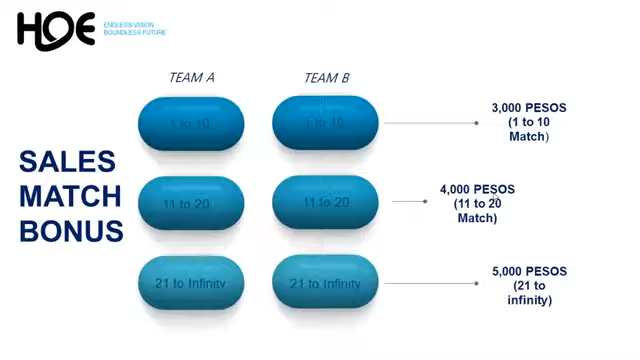 HOE
ENDLESS VISION
BOUNDLESS FUTURE
TEAM A
TEAM B
SALES
MATCH
BONUS
1 to 10
1 to 10
3,000 PESOS
(1 to 10
Match)
11 to 20
11 to 20
4,000 PESOS
(11 to 20
Match)
21 to Infinity
21 to Infinity
5,000 PESOS
(21 to
infinity)